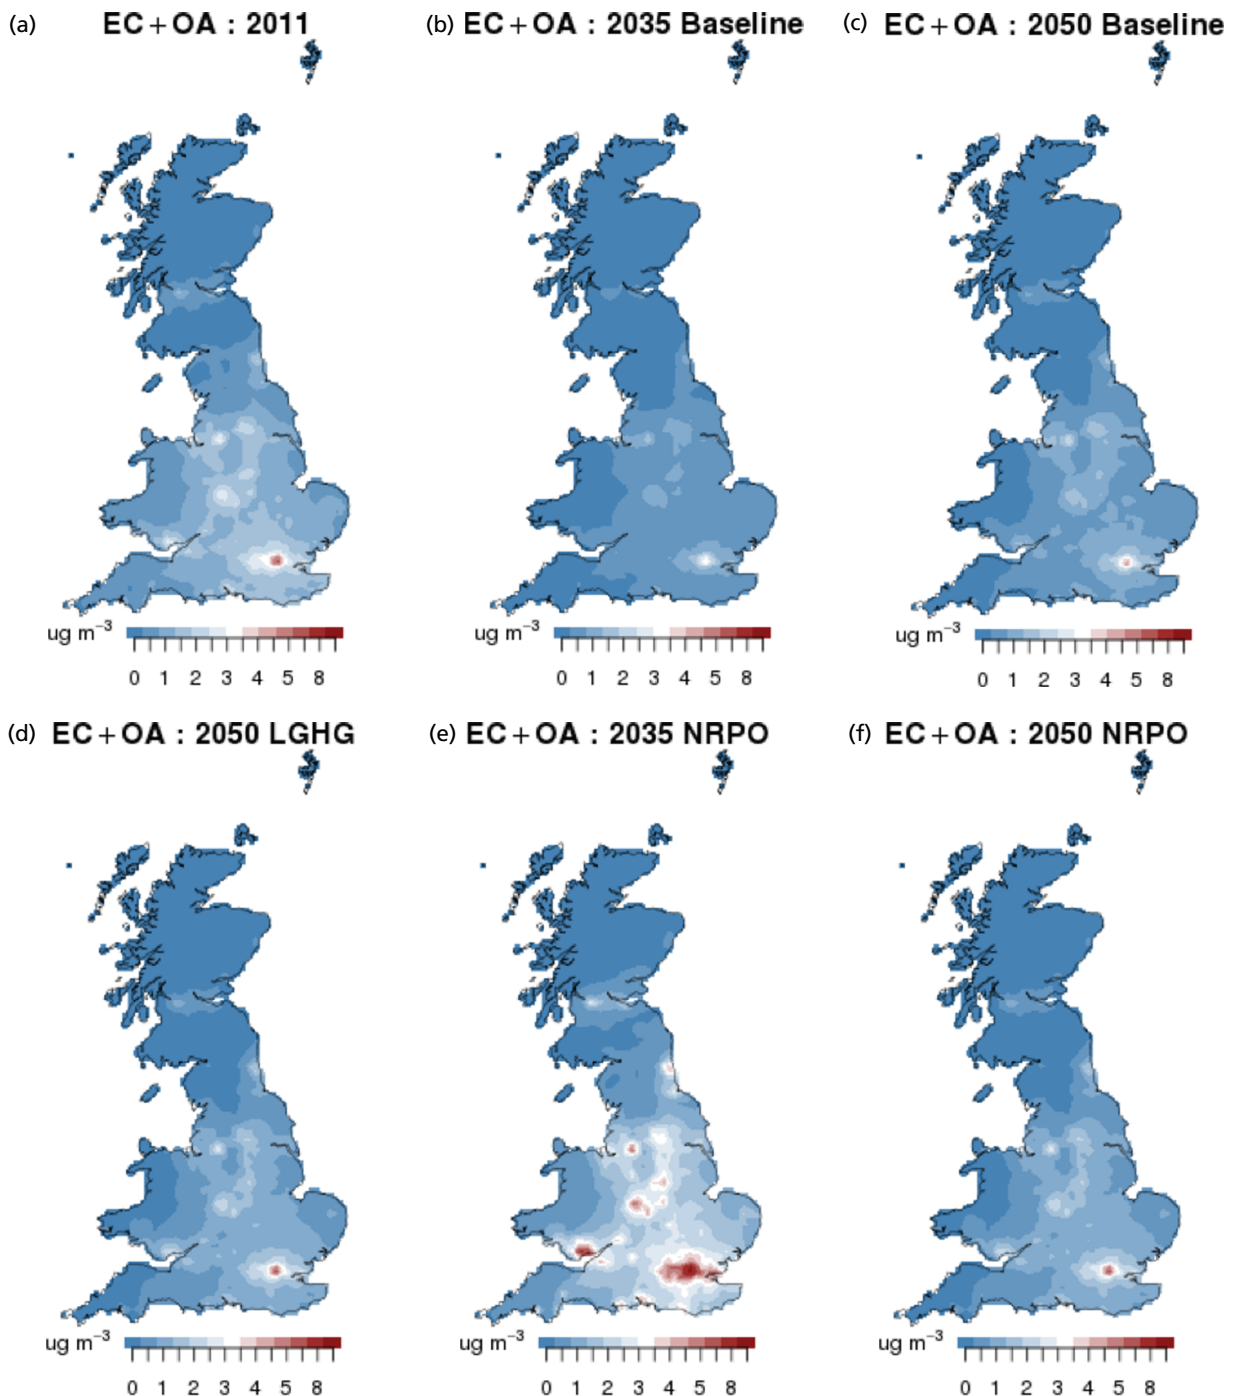 (a) EC+OA : 2011 (b) EC+OA : 2035 Baseline (c) EC+OA : 2050 Baseline
ug m−3 ug m−3 ug m−3
0 1 2 3 4 5 8 0 1 2 3 4 5 8 0 1 2 3 4 5 8
(d) EC+OA : 2050 LGHG (e) EC+OA : 2035 NRPO (f) EC+OA : 2050 NRPO
ug m−3 ug m−3 ug m−3
0 1 2 3 4 5 8 0 1 2 3 4 5 8 0 1 2 3 4 5 8